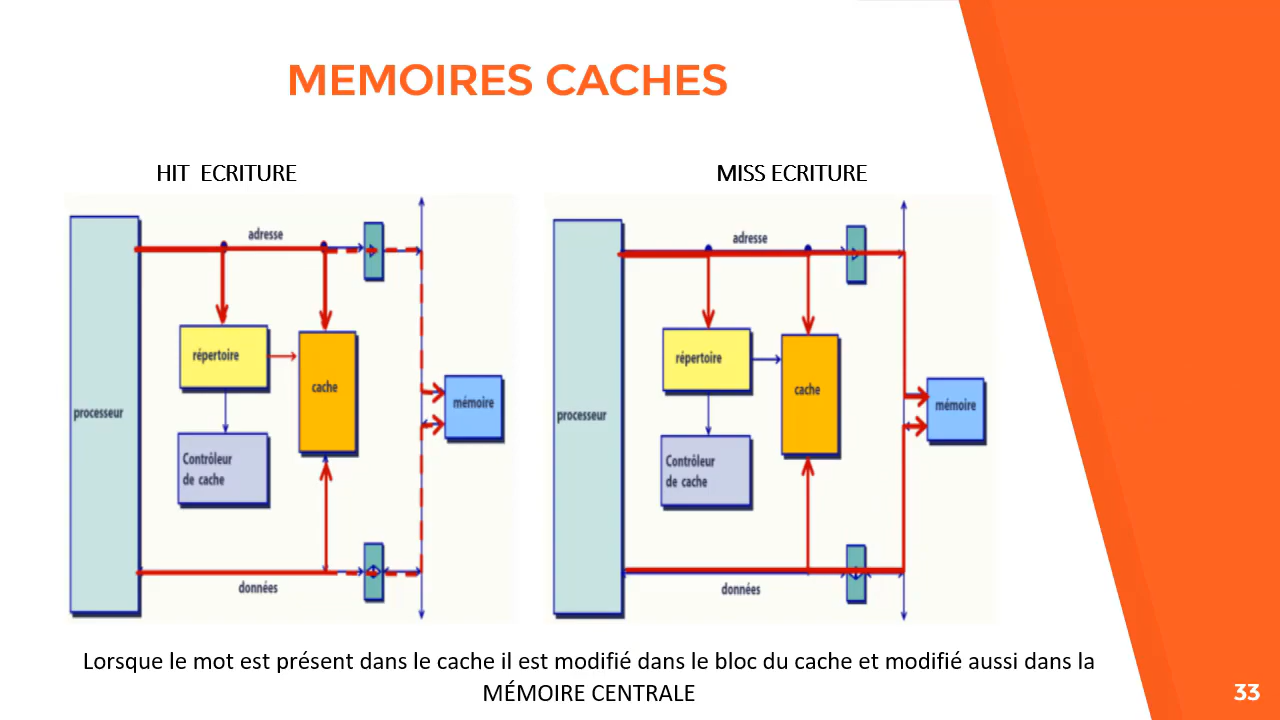 MEMOIRES CACHES
HIT ECRITURE
adresse
répertoire
cache
processeur
mémoire
Contrôleur
de cache
données
MISS ECRITURE
adresse
répertoire
cache
processeur
mémoire
Contrôleur
de cache
données
Lorsque le mot est présent dans le cache il est modifié dans le bloc du cache et modifié aussi dans la
MÉMOIRE CENTRALE
33